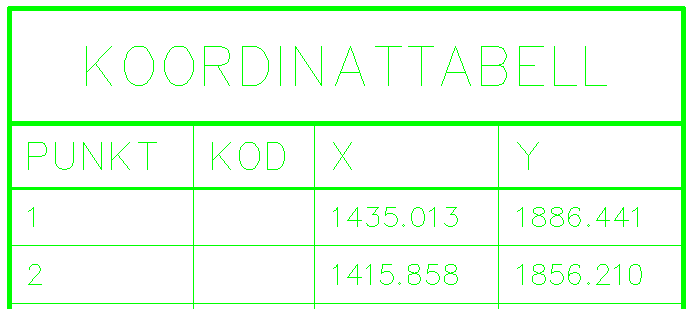 KOORDINATTABELL
PUNKT KOD X Y
1 1435.013 1886.441
2 1415.858 1856.210